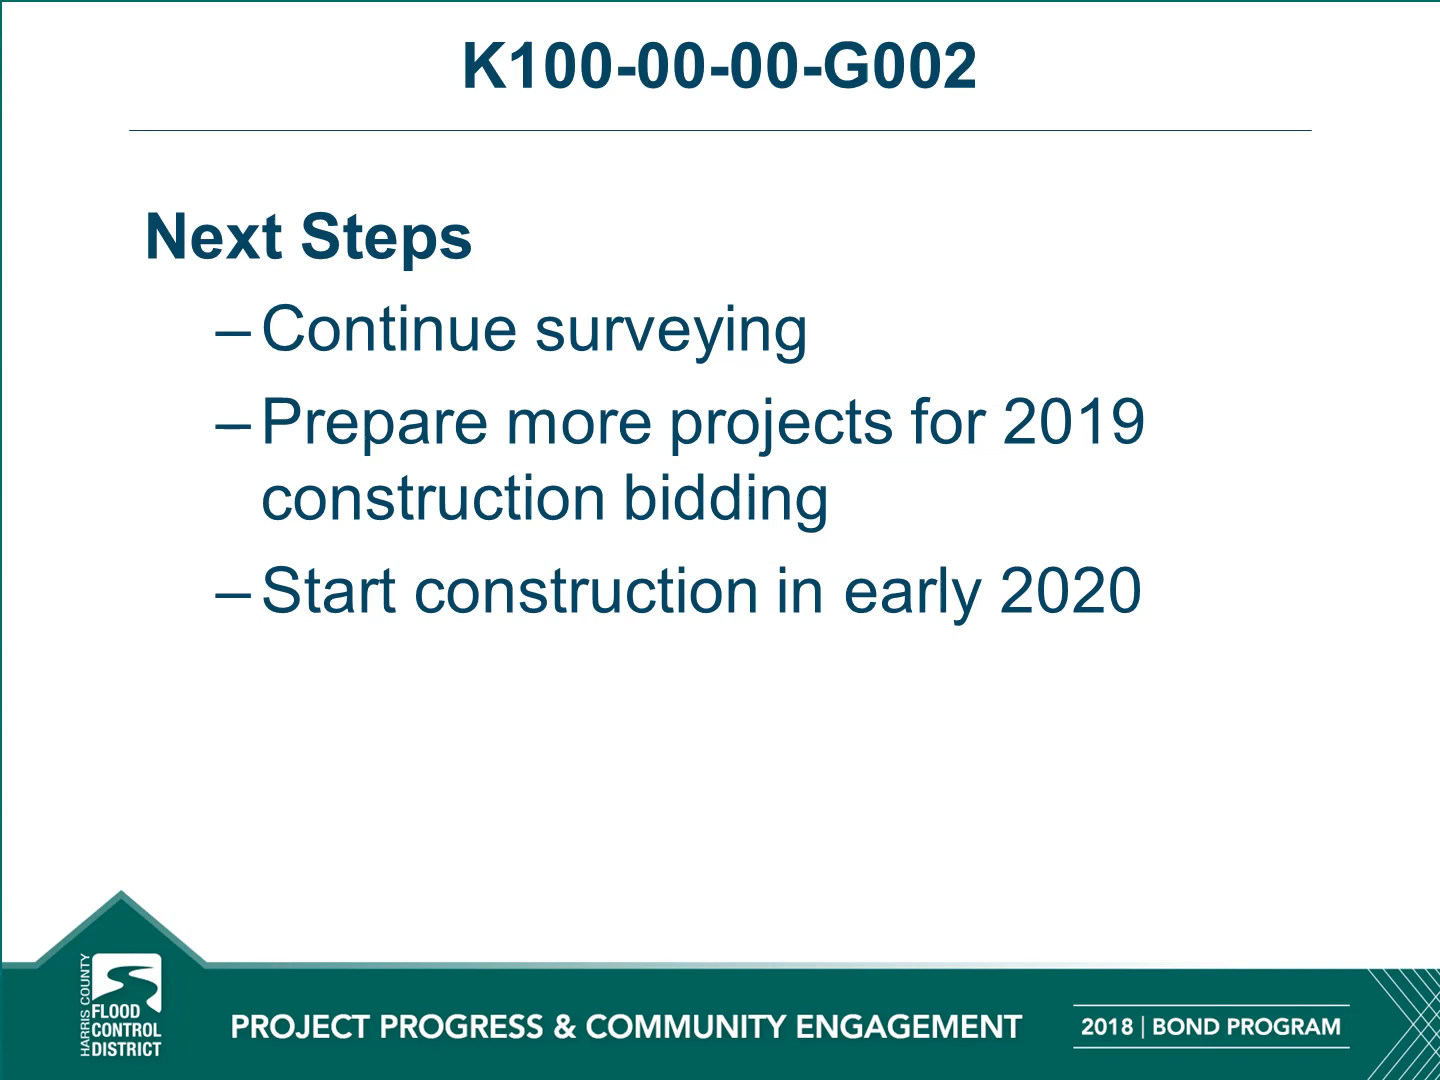 K100-00-00-G002
Next Steps
– Continue surveying
– Prepare more projects for 2019
construction bidding
– Start construction in early 2020
HARRIS COUNTY
FLOOD
CONTROL
DISTRICT
PROJECT PROGRESS & COMMUNITY ENGAGEMENT
2018 | BOND PROGRAM